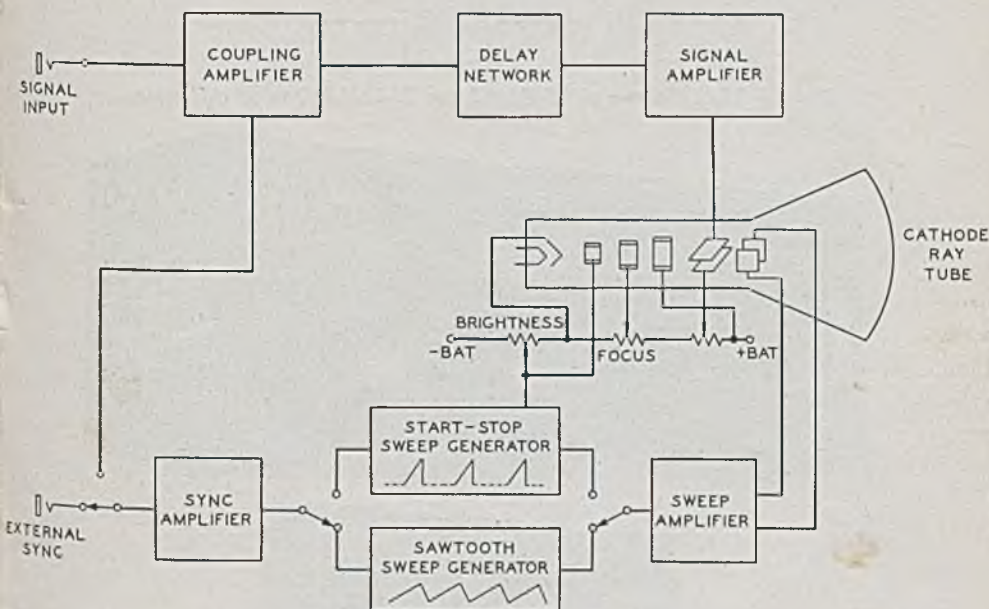 COUPLING
AMPLIFIER
DELAY
NETWORK
SIGNAL
AMPLIFIER
SIGNAL
INPUT
CATHODE
RAY
TUBE
BRIGHTNESS
-BAT
FOCUS
+BAT
START-STOP
SWEEP GENERATOR
SYNC
AMPLIFIER
SWEEP
AMPLIFIER
EXTERNAL
SYNC
SAWTOOTH
SWEEP GENERATOR